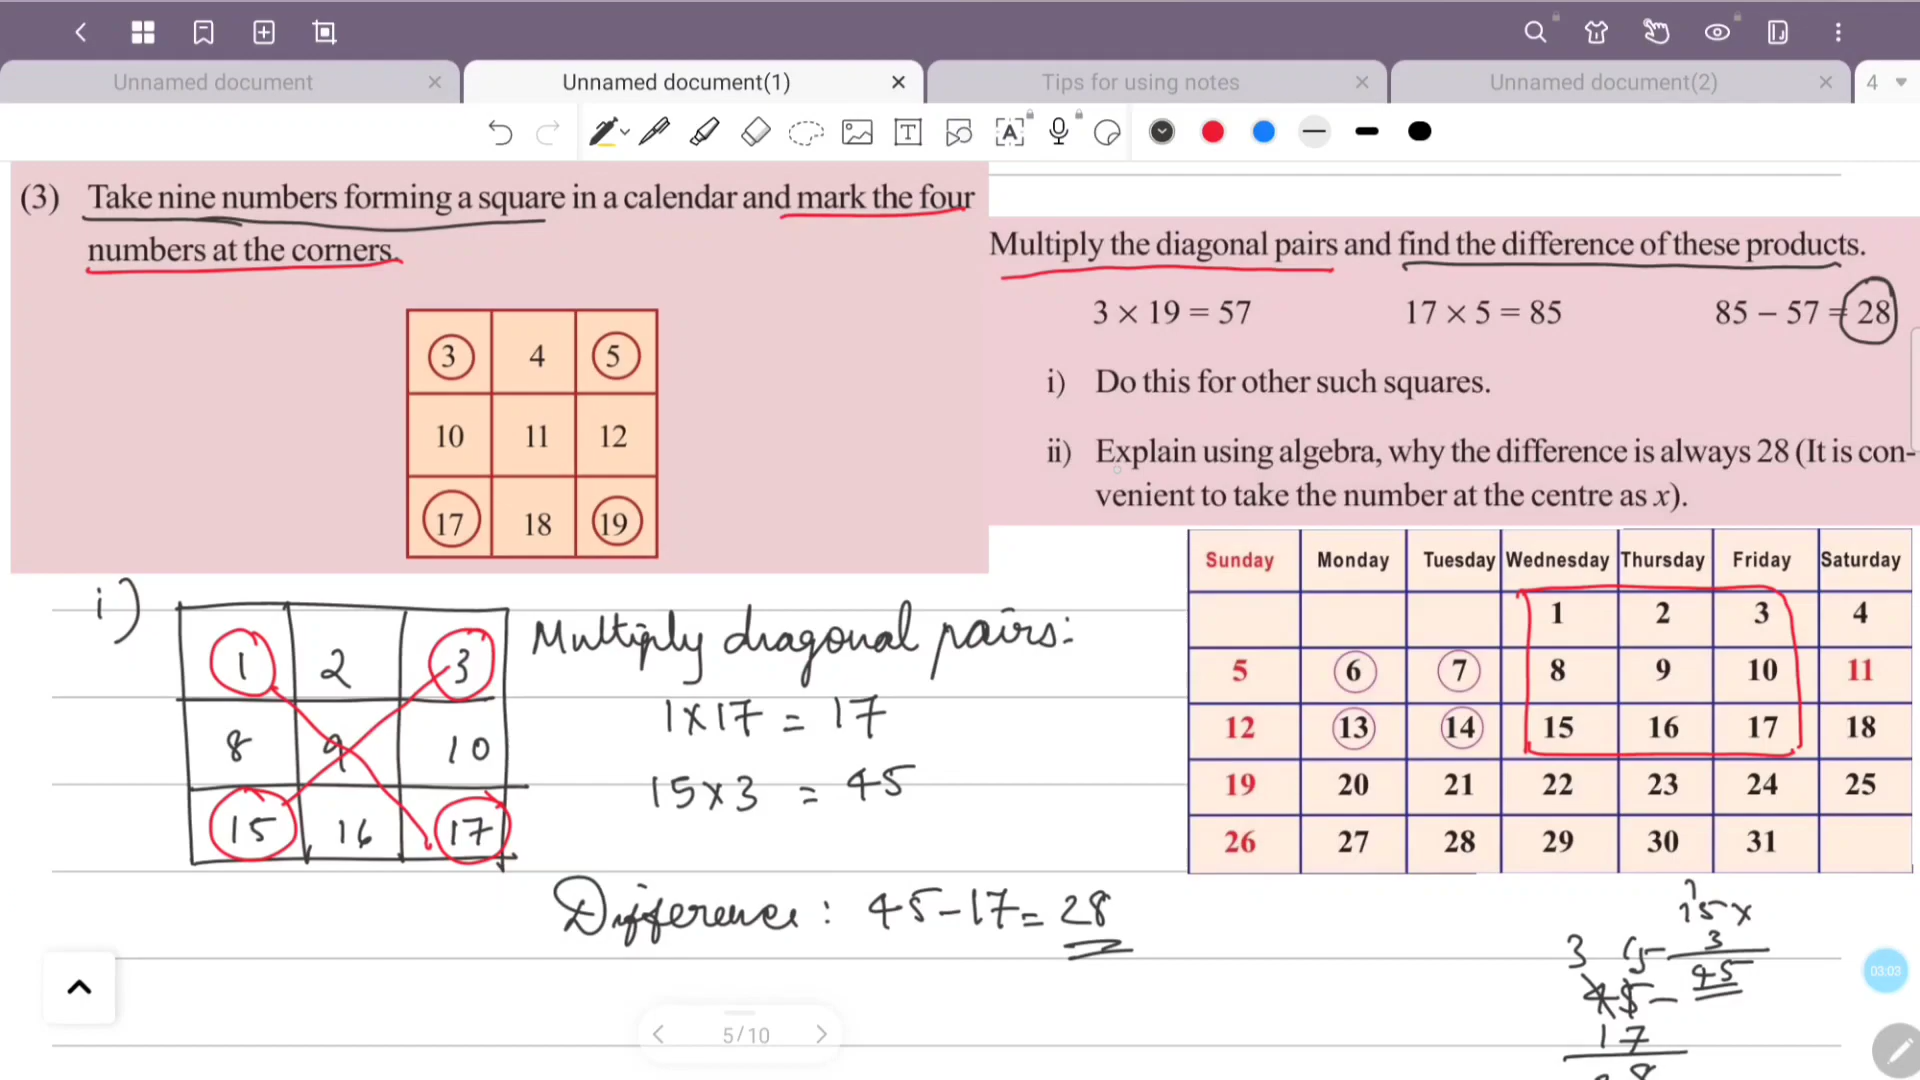 Unnamed document
Unnamed document(1)
Tips for using notes
Unnamed document(2)
4
(3) Take nine numbers forming a square in a calendar and mark the four
numbers at the corners.
3 4 5
10 11 12
17 18 19
Multiply the diagonal pairs and find the difference of these products.
3 × 19 = 57 17 × 5 = 85 85 – 57 = 28
i) Do this for other such squares.
ii) Explain using algebra, why the difference is always 28 (It is con-
venient to take the number at the centre as x).
Sunday Monday Tuesday Wednesday Thursday Friday Saturday
1 2 3 4
5 6 7 8 9 10 11
12 13 14 15 16 17 18
19 20 21 22 23 24 25
26 27 28 29 30 31
i)
1 2 3
8 9 10
15 16 17
Multiply diagonal pairs:
1×17 = 17
15×3 = 45
Difference: 45-17= 28
15×
3
45
3 15
45-
17
03:03
5/10